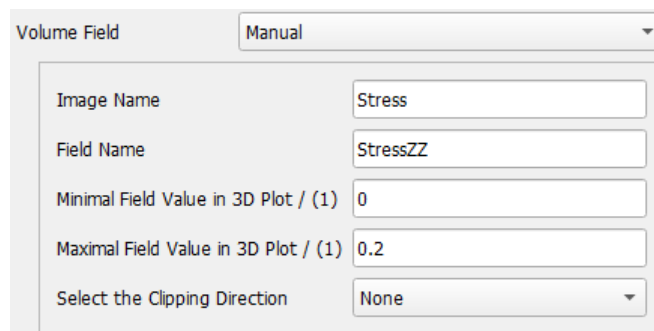 Volume Field Manual
Image Name Stress
Field Name StressZZ
Minimal Field Value in 3D Plot / (1) 0
Maximal Field Value in 3D Plot / (1) 0.2
Select the Clipping Direction None